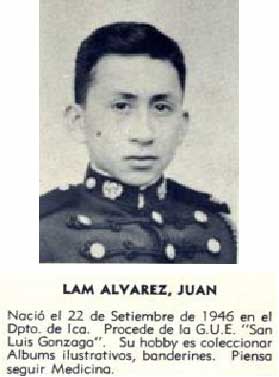 LAM ALVAREZ, JUAN
Nació el 22 de Setiembre de 1946 en el
Dpto. de Ica. Procede de la G.U.E. "San
Luis Gonzaga". Su hobby es coleccionar
Albums ilustrativos, banderines. Piensa
seguir Medicina.